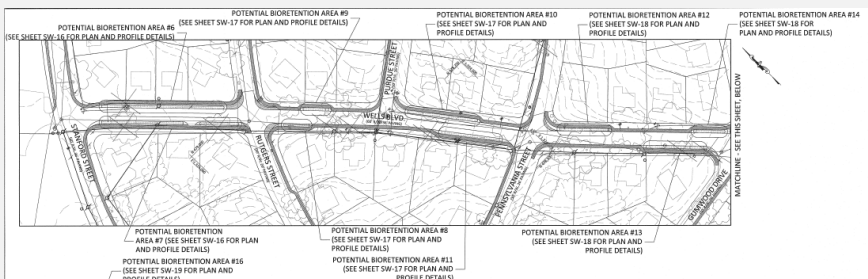 POTENTIAL BIORETENTION AREA #6
(SEE SHEET SW-16 FOR PLAN AND PROFILE DETAILS)
POTENTIAL BIORETENTION AREA #9
(SEE SHEET SW-17 FOR PLAN AND PROFILE DETAILS)
POTENTIAL BIORETENTION AREA #10
(SEE SHEET SW-17 FOR PLAN AND
PROFILE DETAILS)
POTENTIAL BIORETENTION AREA #12
(SEE SHEET SW-18 FOR PLAN AND
PROFILE DETAILS)
POTENTIAL BIORETENTION AREA #14
(SEE SHEET SW-18 FOR
PLAN AND PROFILE DETAILS)
STANFORD STREET
RUTGERS STREET
PURDUE STREET
WELLS BLVD.
PENNSYLVANIA STREET
GUMWOOD DRIVE
MATCHLINE - SEE THIS SHEET, BELOW
POTENTIAL BIORETENTION
AREA #7 (SEE SHEET SW-16 FOR PLAN
AND PROFILE DETAILS)
POTENTIAL BIORETENTION AREA #8
(SEE SHEET SW-17 FOR PLAN AND
PROFILE DETAILS)
POTENTIAL BIORETENTION AREA #13
(SEE SHEET SW-18 FOR PLAN AND
PROFILE DETAILS)
POTENTIAL BIORETENTION AREA #16
(SEE SHEET SW-19 FOR PLAN AND
PROFILE DETAILS)
POTENTIAL BIORETENTION AREA #11
(SEE SHEET SW-17 FOR PLAN AND
PROFILE DETAILS)